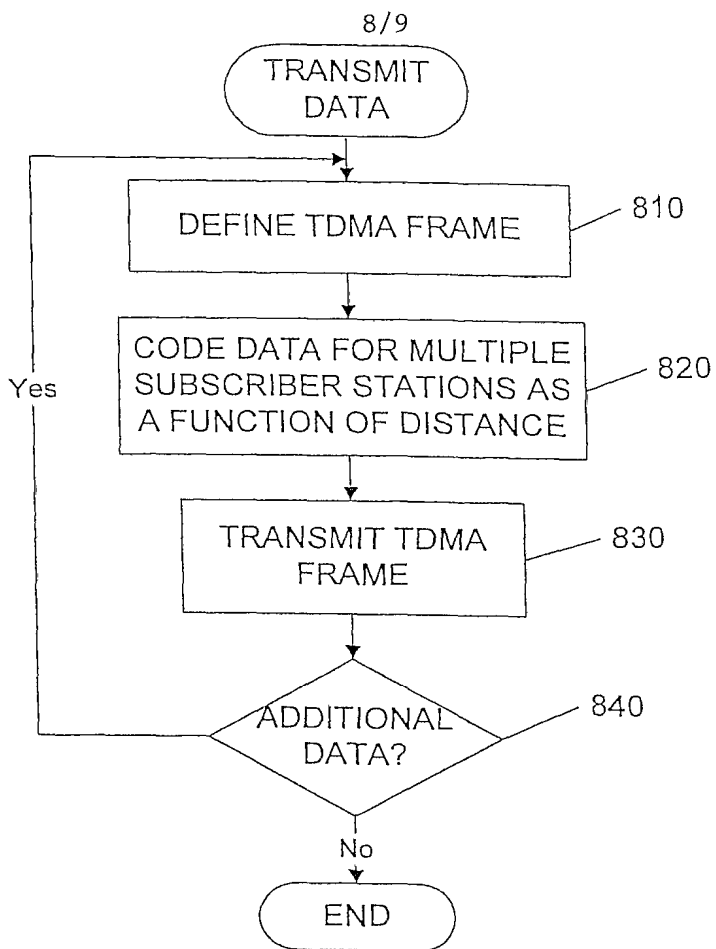 8/9
TRANSMIT
DATA
DEFINE TDMA FRAME
810
CODE DATA FOR MULTIPLE
SUBSCRIBER STATIONS AS
A FUNCTION OF DISTANCE
820
Yes
TRANSMIT TDMA
FRAME
830
ADDITIONAL
DATA?
840
No
END